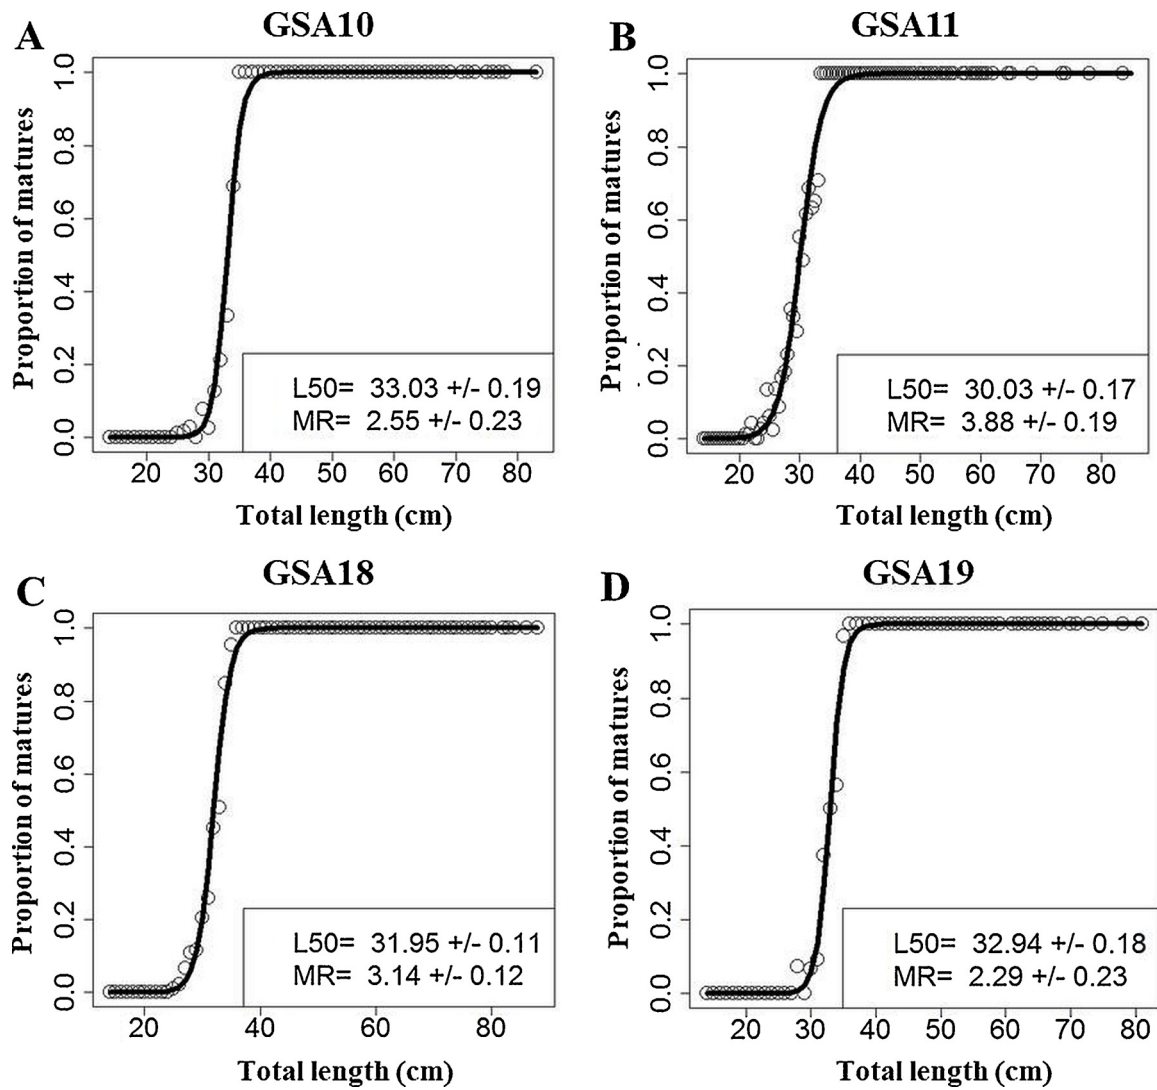 A
GSA10
Proportion of matures
1.0
0.8
0.6
0.4
0.2
0.0
L50= 33.03 +/- 0.19
MR= 2.55 +/- 0.23
20 30 40 50 60 70 80
Total length (cm)
B
GSA11
Proportion of matures
1.0
0.8
0.6
0.4
0.2
0.0
L50= 30.03 +/- 0.17
MR= 3.88 +/- 0.19
20 30 40 50 60 70 80
Total length (cm)
C
GSA18
Proportion of matures
1.0
0.8
0.6
0.4
0.2
0.0
L50= 31.95 +/- 0.11
MR= 3.14 +/- 0.12
20 40 60 80
Total length (cm)
D
GSA19
Proportion of matures
1.0
0.8
0.6
0.4
0.2
0.0
L50= 32.94 +/- 0.18
MR= 2.29 +/- 0.23
20 30 40 50 60 70 80
Total length (cm)